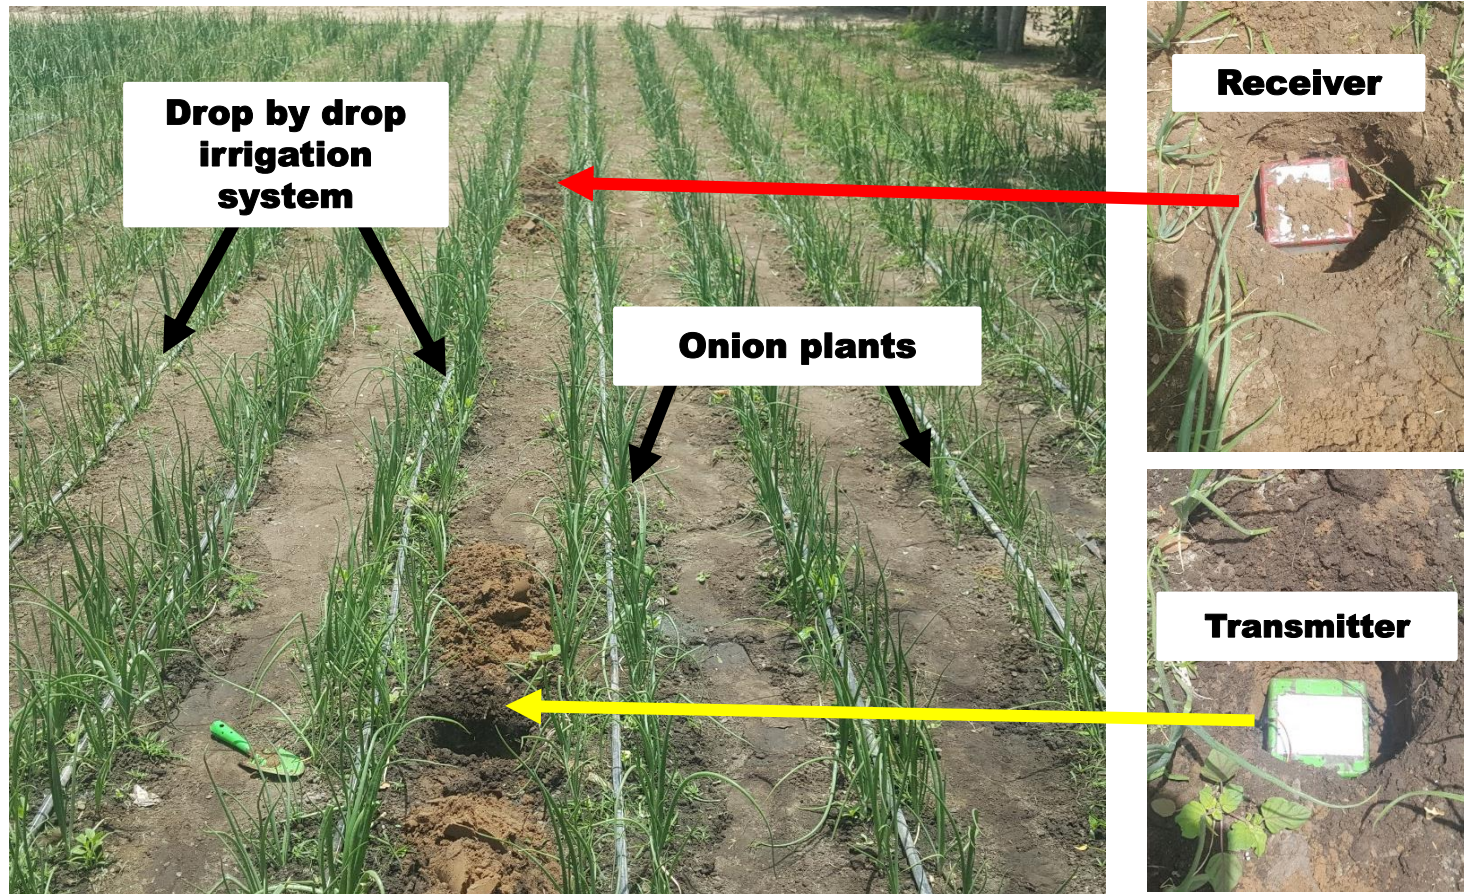 Drop by drop
irrigation
system
Onion plants
Receiver
Transmitter